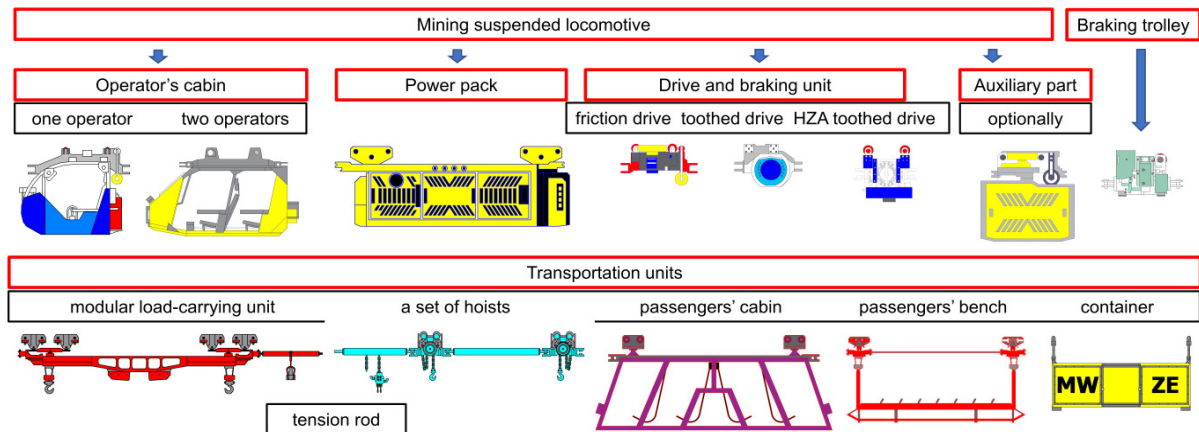 Mining suspended locomotive
Braking trolley
Operator's cabin
Power pack
Drive and braking unit
Auxiliary part
one operator
two operators
friction drive toothed drive HZA toothed drive
optionally
Transportation units
modular load-carrying unit
a set of hoists
passengers' cabin
passengers' bench
container
MW
ZE
tension rod